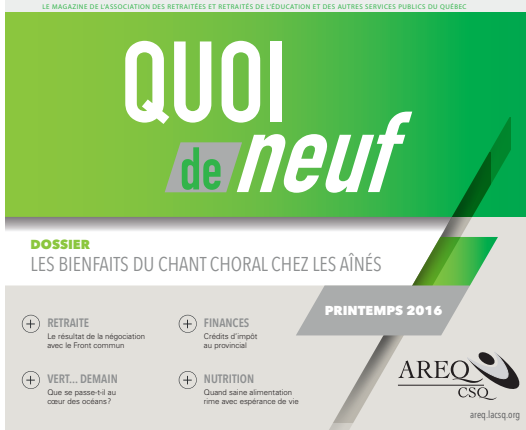 LE MAGAZINE DE L'ASSOCIATION DES RETRAITÉES ET RETRAITÉS DE L'ÉDUCATION ET DES AUTRES SERVICES PUBLICS DU QUÉBEC
QUOI
de neuf
DOSSIER
LES BIENFAITS DU CHANT CHORAL CHEZ LES AÎNÉS
PRINTEMPS 2016
RETRAITE
Le résultat de la négociation
avec le Front commun
FINANCES
Crédits d'impôt
au provincial
VERT... DEMAIN
Que se passe-t-il au
cœur des océans?
NUTRITION
Quand saine alimentation
rime avec espérance de vie
AREQ
CSQ
areq.lacsq.org